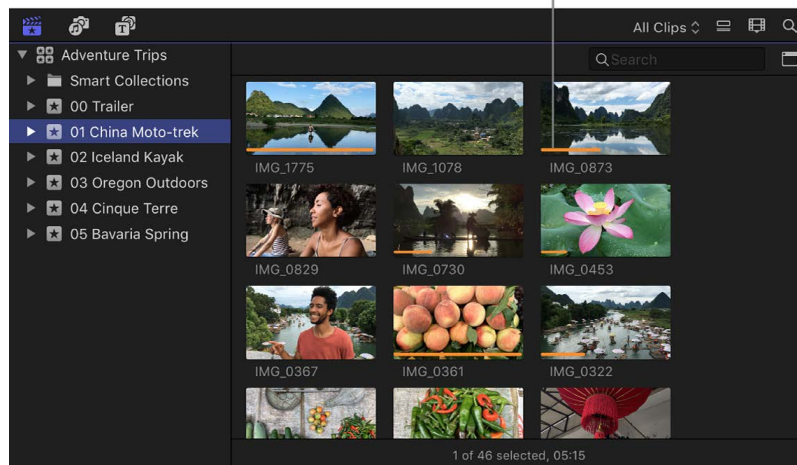 All Clips
Adventure Trips
Search
Smart Collections
00 Trailer
01 China Moto-trek
02 Iceland Kayak
03 Oregon Outdoors
04 Cinque Terre
05 Bavaria Spring
IMG_1775
IMG_1078
IMG_0873
IMG_0829
IMG_0730
IMG_0453
IMG_0367
IMG_0361
IMG_0322
1 of 46 selected, 05:15